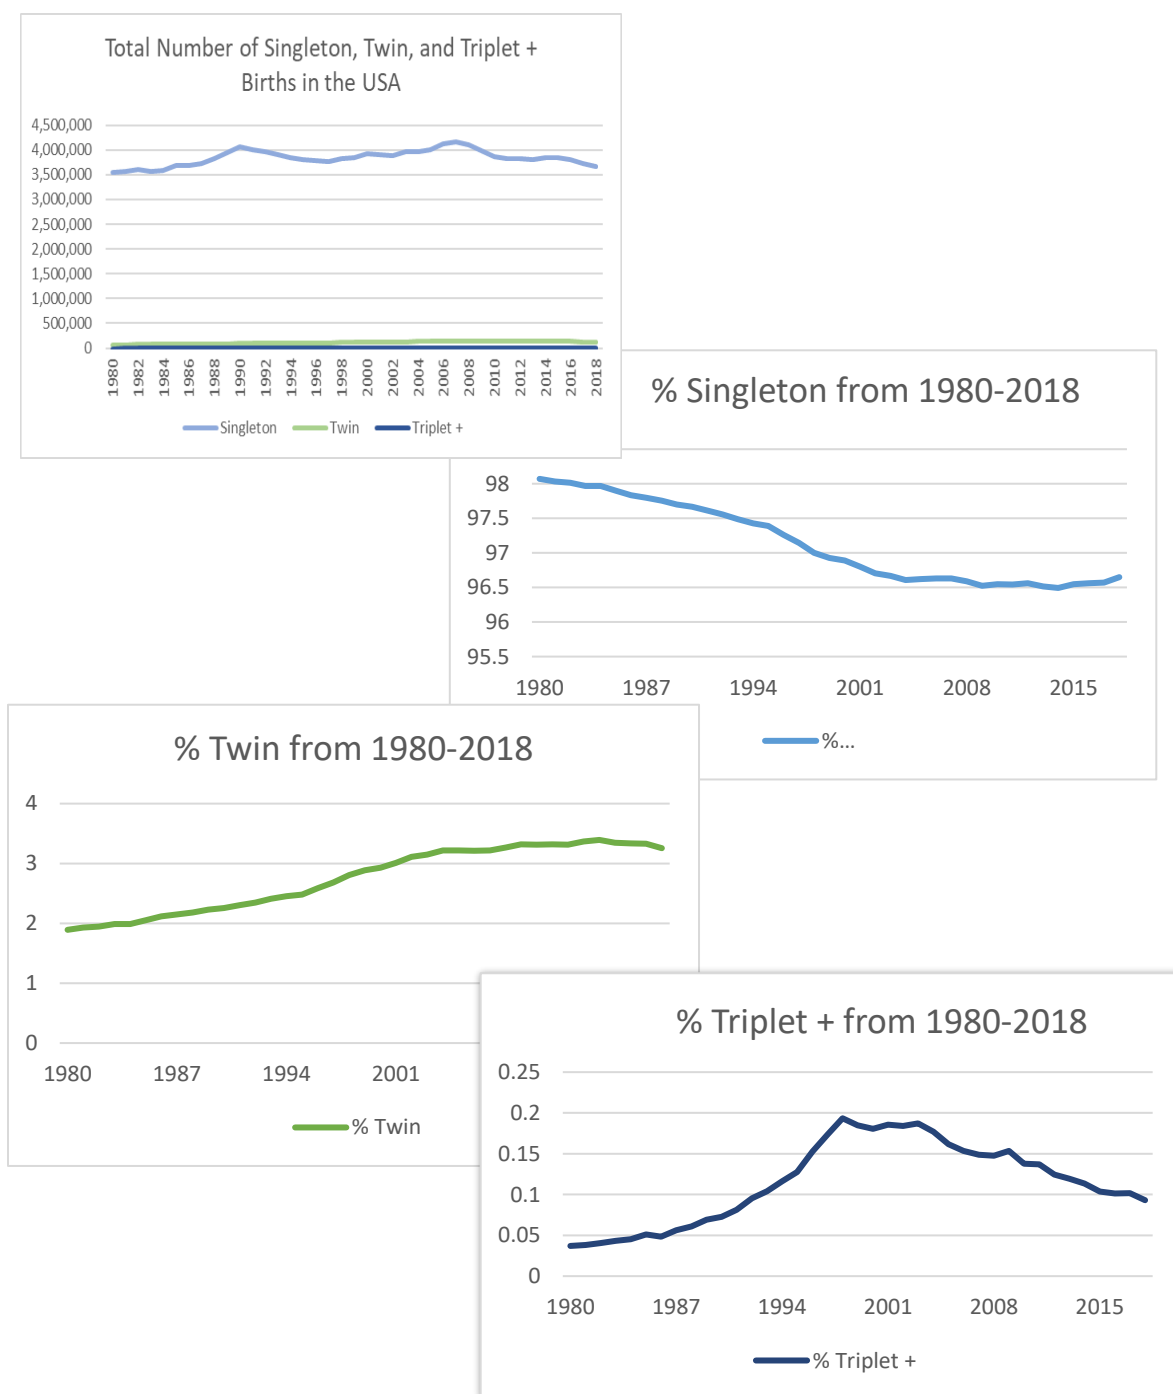 Total Number of Singleton, Twin, and Triplet +
Births in the USA
4,500,000
4,000,000
3,500,000
3,000,000
2,500,000
2,000,000
1,500,000
1,000,000
500,000
0
1980 1982 1984 1986 1988 1990 1992 1994 1996 1998 2000 2002 2004 2006 2008 2010 2012 2014 2016 2018
Singleton Twin Triplet +
% Singleton from 1980-2018
98
97.5
97
96.5
96
95.5
1980 1987 1994 2001 2008 2015
%...
% Twin from 1980-2018
4
3
2
1
0
1980 1987 1994 2001
% Twin
% Triplet + from 1980-2018
0.25
0.2
0.15
0.1
0.05
0
1980 1987 1994 2001 2008 2015
% Triplet +